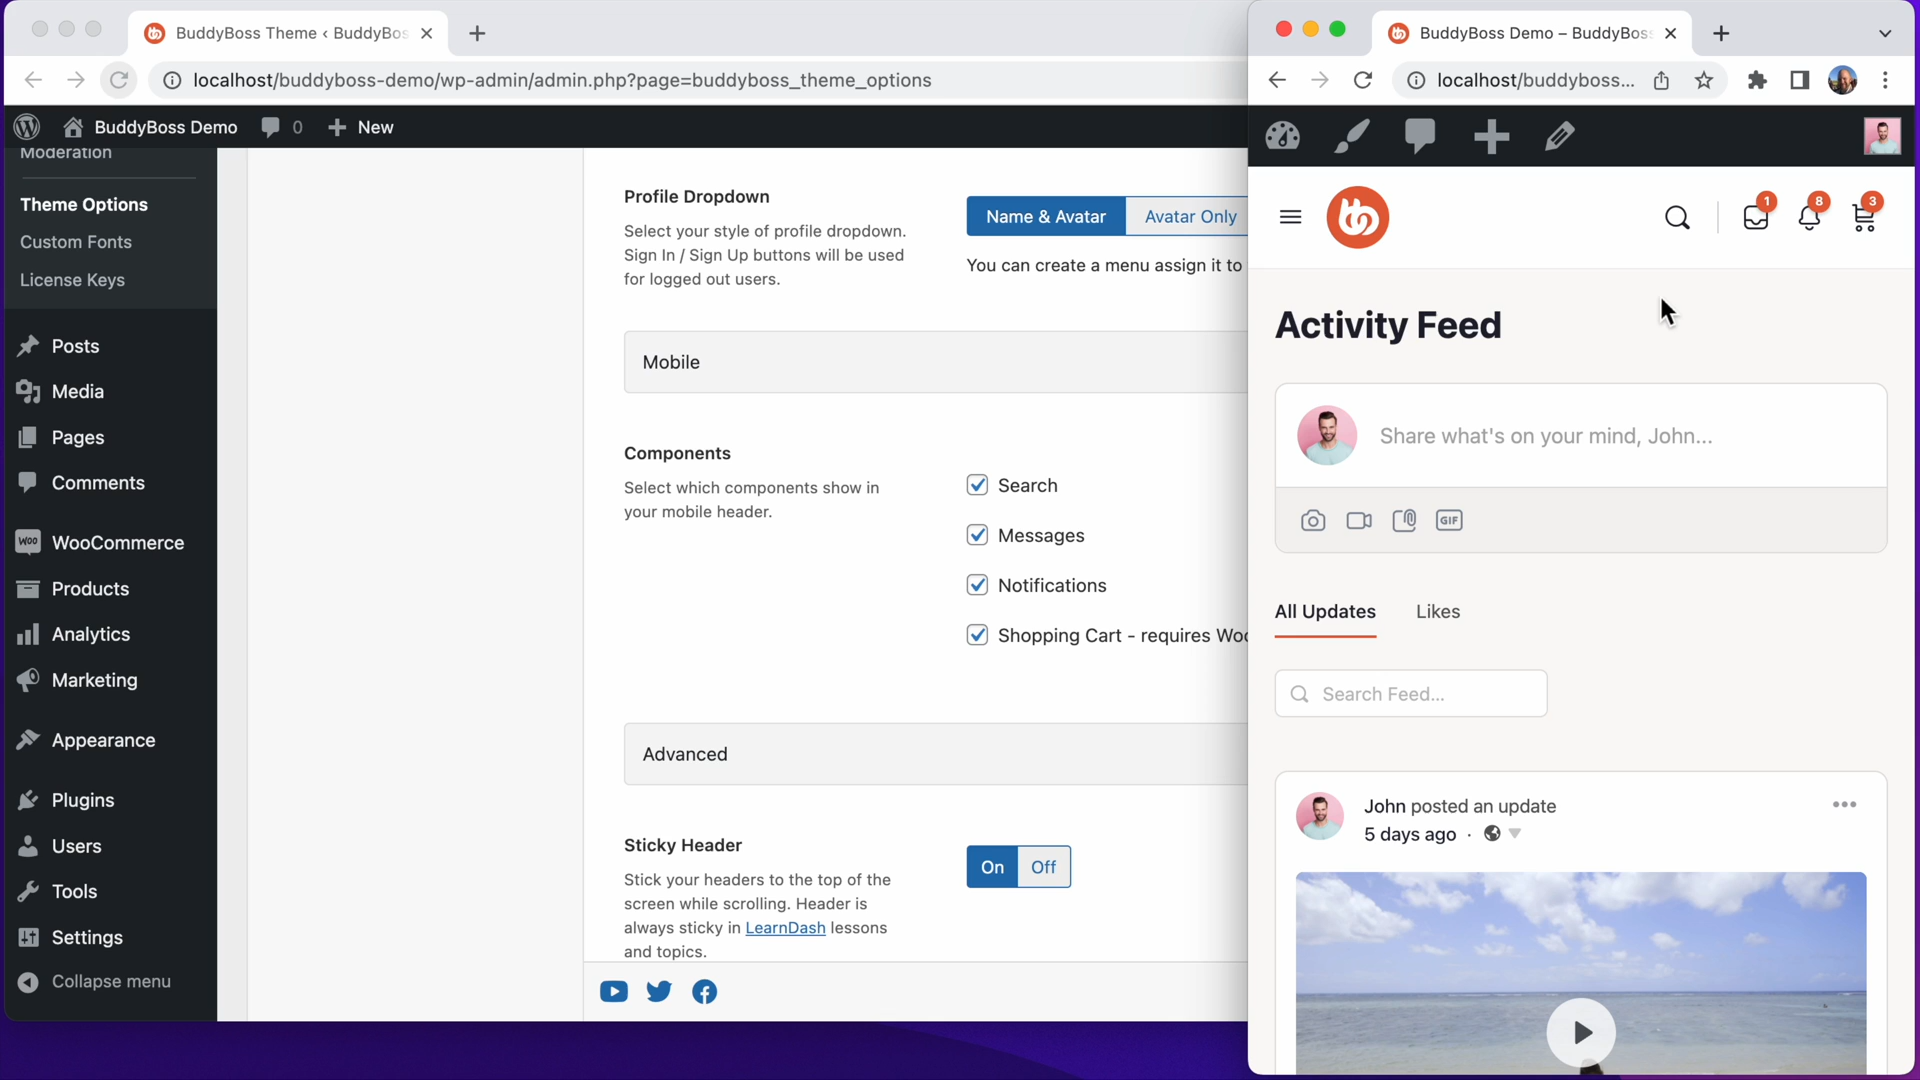 BuddyBoss Theme ‹ BuddyBos
localhost/buddyboss-demo/wp-admin/admin.php?page=buddyboss_theme_options
BuddyBoss Demo
0
New
Moderation
Theme Options
Custom Fonts
License Keys
Posts
Media
Pages
Comments
WOO
WooCommerce
Products
Analytics
Marketing
Appearance
Plugins
Users
Tools
Settings
Collapse menu
Profile Dropdown
Select your style of profile dropdown.
Sign In / Sign Up buttons will be used
for logged out users.
Name & Avatar
Avatar Only
You can create a menu assign it to
Mobile
Components
Select which components show in
your mobile header.
Search
Messages
Notifications
Shopping Cart - requires Woo
Advanced
Sticky Header
Stick your headers to the top of the
screen while scrolling. Header is
always sticky in LearnDash lessons
and topics.
On
Off
BuddyBoss Demo – BuddyBoss
localhost/buddyboss...
1
8
3
Activity Feed
Share what's on your mind, John...
GIF
All Updates
Likes
Search Feed...
John posted an update
5 days ago ·